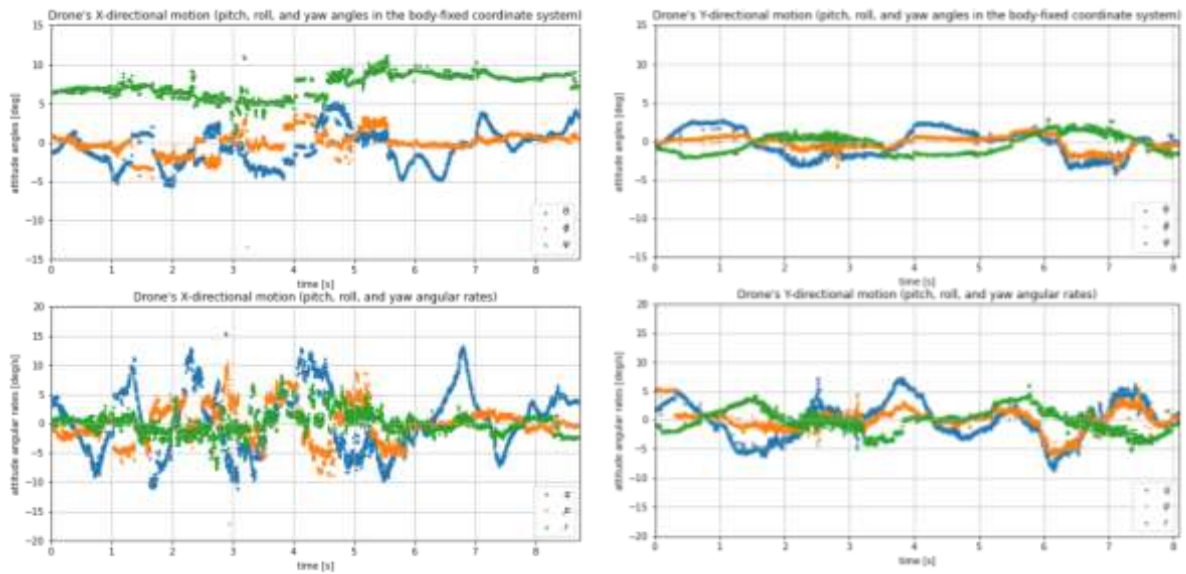 Drone's X-directional motion (pitch, roll, and yaw angles in the body-fixed coordinate system)
attitude angles [deg]
15
10
5
0
−5
−10
−15
0 1 2 3 4 5 6 7 8
time [s]
θ
ϕ
ψ
Drone's Y-directional motion (pitch, roll, and yaw angles in the body-fixed coordinate system)
attitude angles [deg]
15
10
5
0
−5
−10
−15
0 1 2 3 4 5 6 7 8
time [s]
θ
Drone's X-directional motion (pitch, roll, and yaw angular rates)
attitude angular rates [deg/s]
20
15
10
5
0
−5
−10
−15
−20
0 1 2 3 4 5 6 7 8
time [s]
r
Drone's Y-directional motion (pitch, roll, and yaw angular rates)
attitude angular rates [deg/s]
20
15
10
5
0
−5
−10
−15
−20
0 1 2 3 4 5 6 7 8
time [s]
r